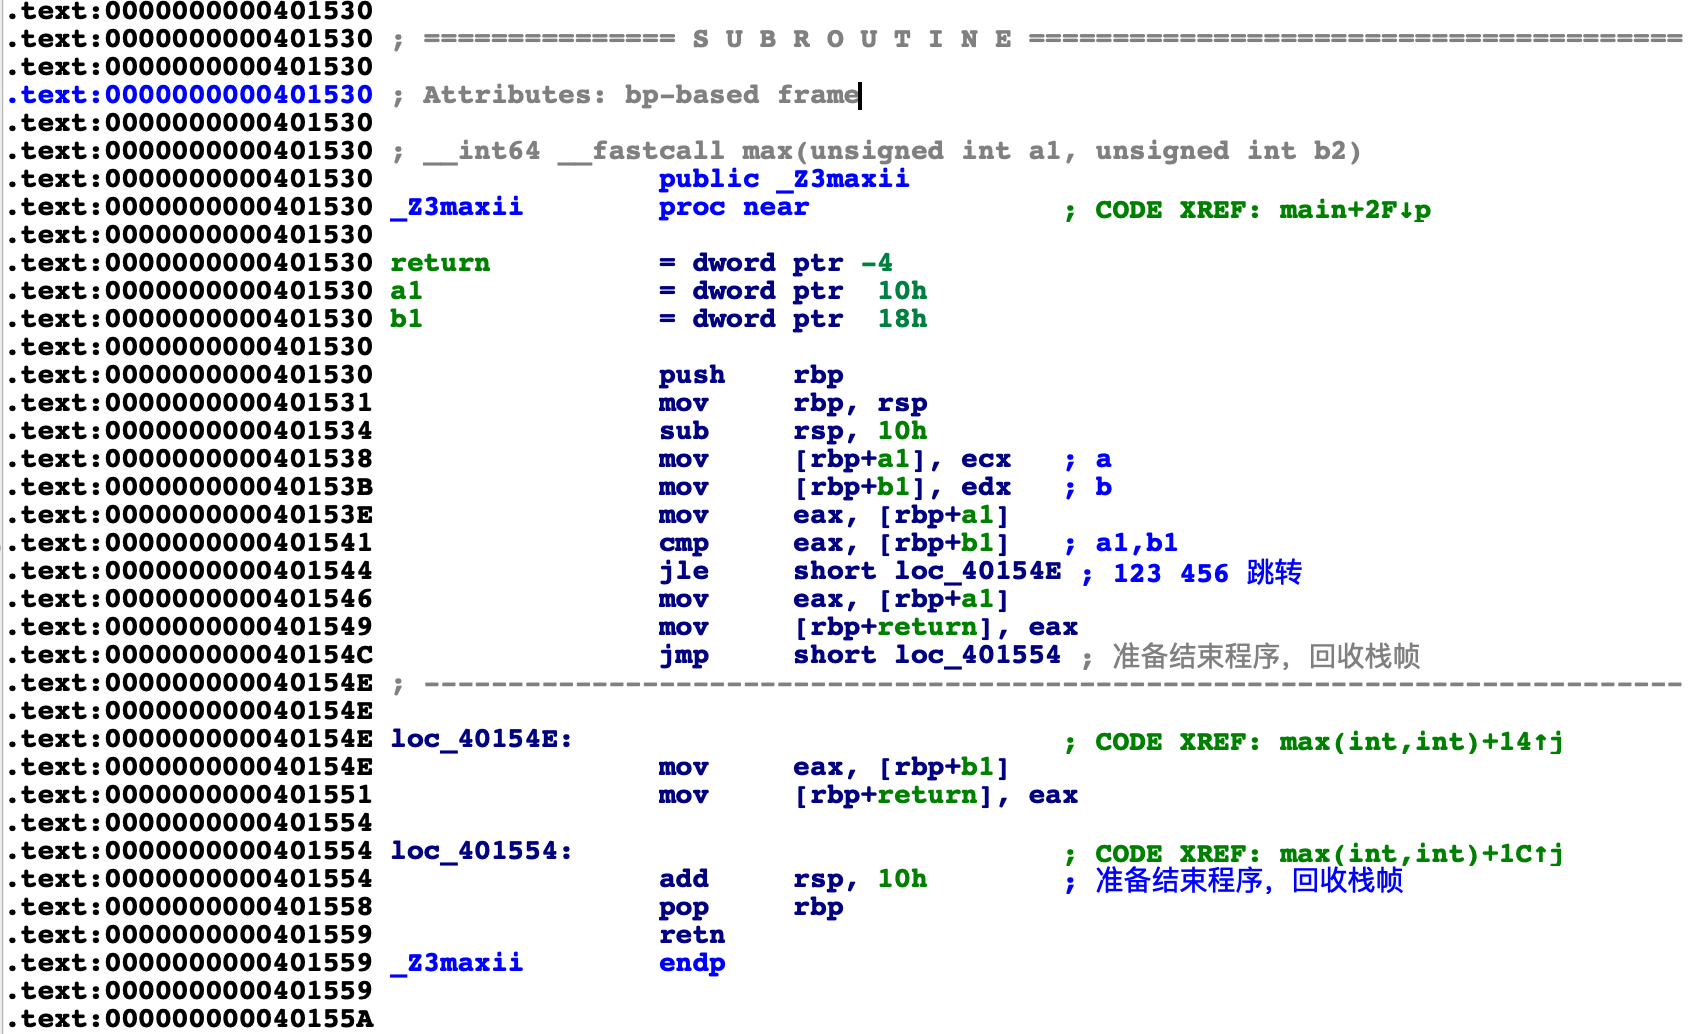 .text:0000000000401530
.text:0000000000401530 ; =============== S U B R O U T I N E =======================================
.text:0000000000401530
.text:0000000000401530 ; Attributes: bp-based frame
.text:0000000000401530
.text:0000000000401530 ; __int64 __fastcall max(unsigned int a1, unsigned int b2)
.text:0000000000401530                 public _Z3maxii
.text:0000000000401530 _Z3maxii        proc near               ; CODE XREF: main+2F↓p
.text:0000000000401530
.text:0000000000401530 return          = dword ptr -4
.text:0000000000401530 a1              = dword ptr  10h
.text:0000000000401530 b1              = dword ptr  18h
.text:0000000000401530
.text:0000000000401530                 push    rbp
.text:0000000000401531                 mov     rbp, rsp
.text:0000000000401534                 sub     rsp, 10h
.text:0000000000401538                 mov     [rbp+a1], ecx   ; a
.text:000000000040153B                 mov     [rbp+b1], edx   ; b
.text:000000000040153E                 mov     eax, [rbp+a1]
.text:0000000000401541                 cmp     eax, [rbp+b1]   ; a1,b1
.text:0000000000401544                 jle     short loc_40154E ; 123 456 跳转
.text:0000000000401546                 mov     eax, [rbp+a1]
.text:0000000000401549                 mov     [rbp+return], eax
.text:000000000040154C                 jmp     short loc_401554 ; 准备结束程序，回收栈帧
.text:000000000040154E ; ---------------------------------------------------------------------------
.text:000000000040154E
.text:000000000040154E loc_40154E:                             ; CODE XREF: max(int,int)+14↑j
.text:000000000040154E                 mov     eax, [rbp+b1]
.text:0000000000401551                 mov     [rbp+return], eax
.text:0000000000401554
.text:0000000000401554 loc_401554:                             ; CODE XREF: max(int,int)+1C↑j
.text:0000000000401554                 add     rsp, 10h        ; 准备结束程序，回收栈帧
.text:0000000000401558                 pop     rbp
.text:0000000000401559                 retn
.text:0000000000401559 _Z3maxii        endp
.text:0000000000401559
.text:000000000040155A